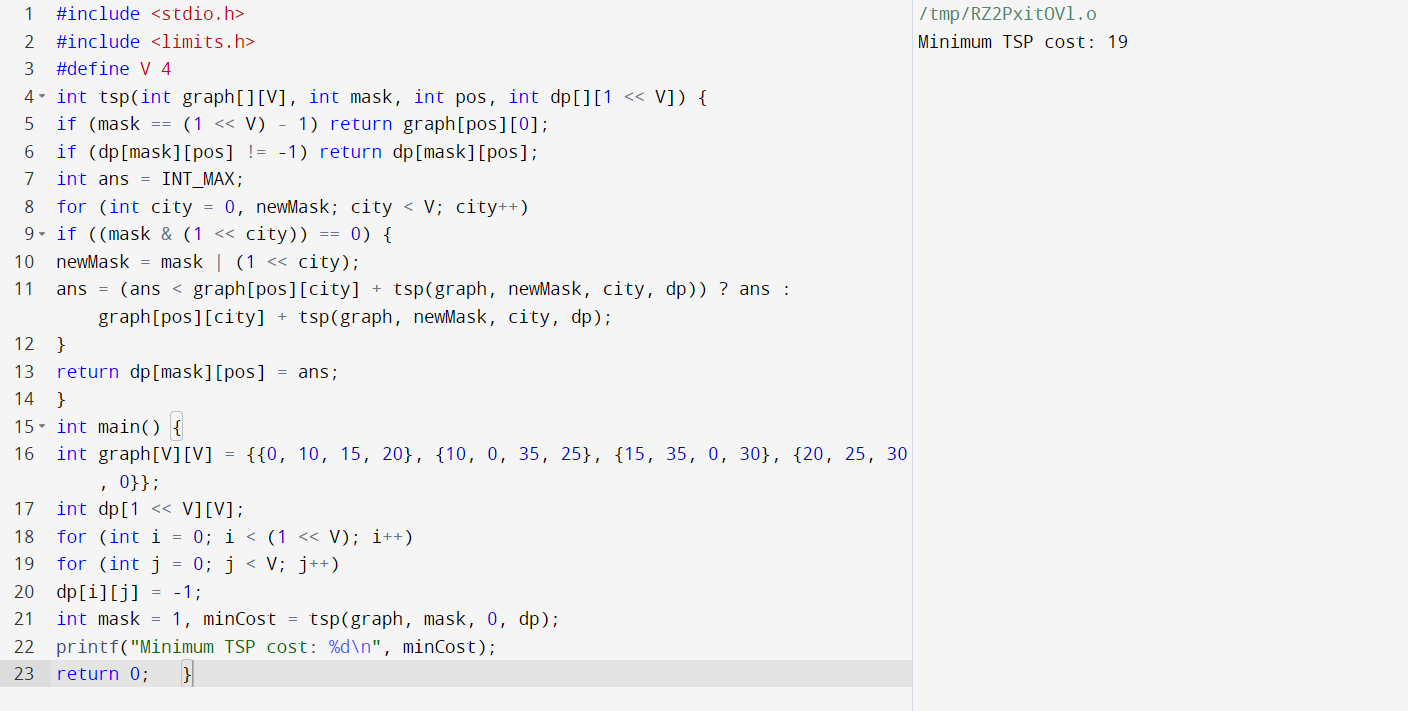 1 #include <stdio.h>
2 #include <limits.h>
3 #define V 4
4 int tsp(int graph[][V], int mask, int pos, int dp[][1 << V]) {
5 if (mask == (1 << V) - 1) return graph[pos][0];
6 if (dp[mask][pos] != -1) return dp[mask][pos];
7 int ans = INT_MAX;
8 for (int city = 0, newMask; city < V; city++)
9 if ((mask & (1 << city)) == 0) {
10 newMask = mask | (1 << city);
11 ans = (ans < graph[pos][city] + tsp(graph, newMask, city, dp)) ? ans :
graph[pos][city] + tsp(graph, newMask, city, dp);
12 }
13 return dp[mask][pos] = ans;
14 }
15 int main() {
16 int graph[V][V] = {{0, 10, 15, 20}, {10, 0, 35, 25}, {15, 35, 0, 30}, {20, 25, 30
, 0}};
17 int dp[1 << V][V];
18 for (int i = 0; i < (1 << V); i++)
19 for (int j = 0; j < V; j++)
20 dp[i][j] = -1;
21 int mask = 1, minCost = tsp(graph, mask, 0, dp);
22 printf("Minimum TSP cost: %d\n", minCost);
23 return 0; }
/tmp/RZ2PxitOVl.o
Minimum TSP cost: 19